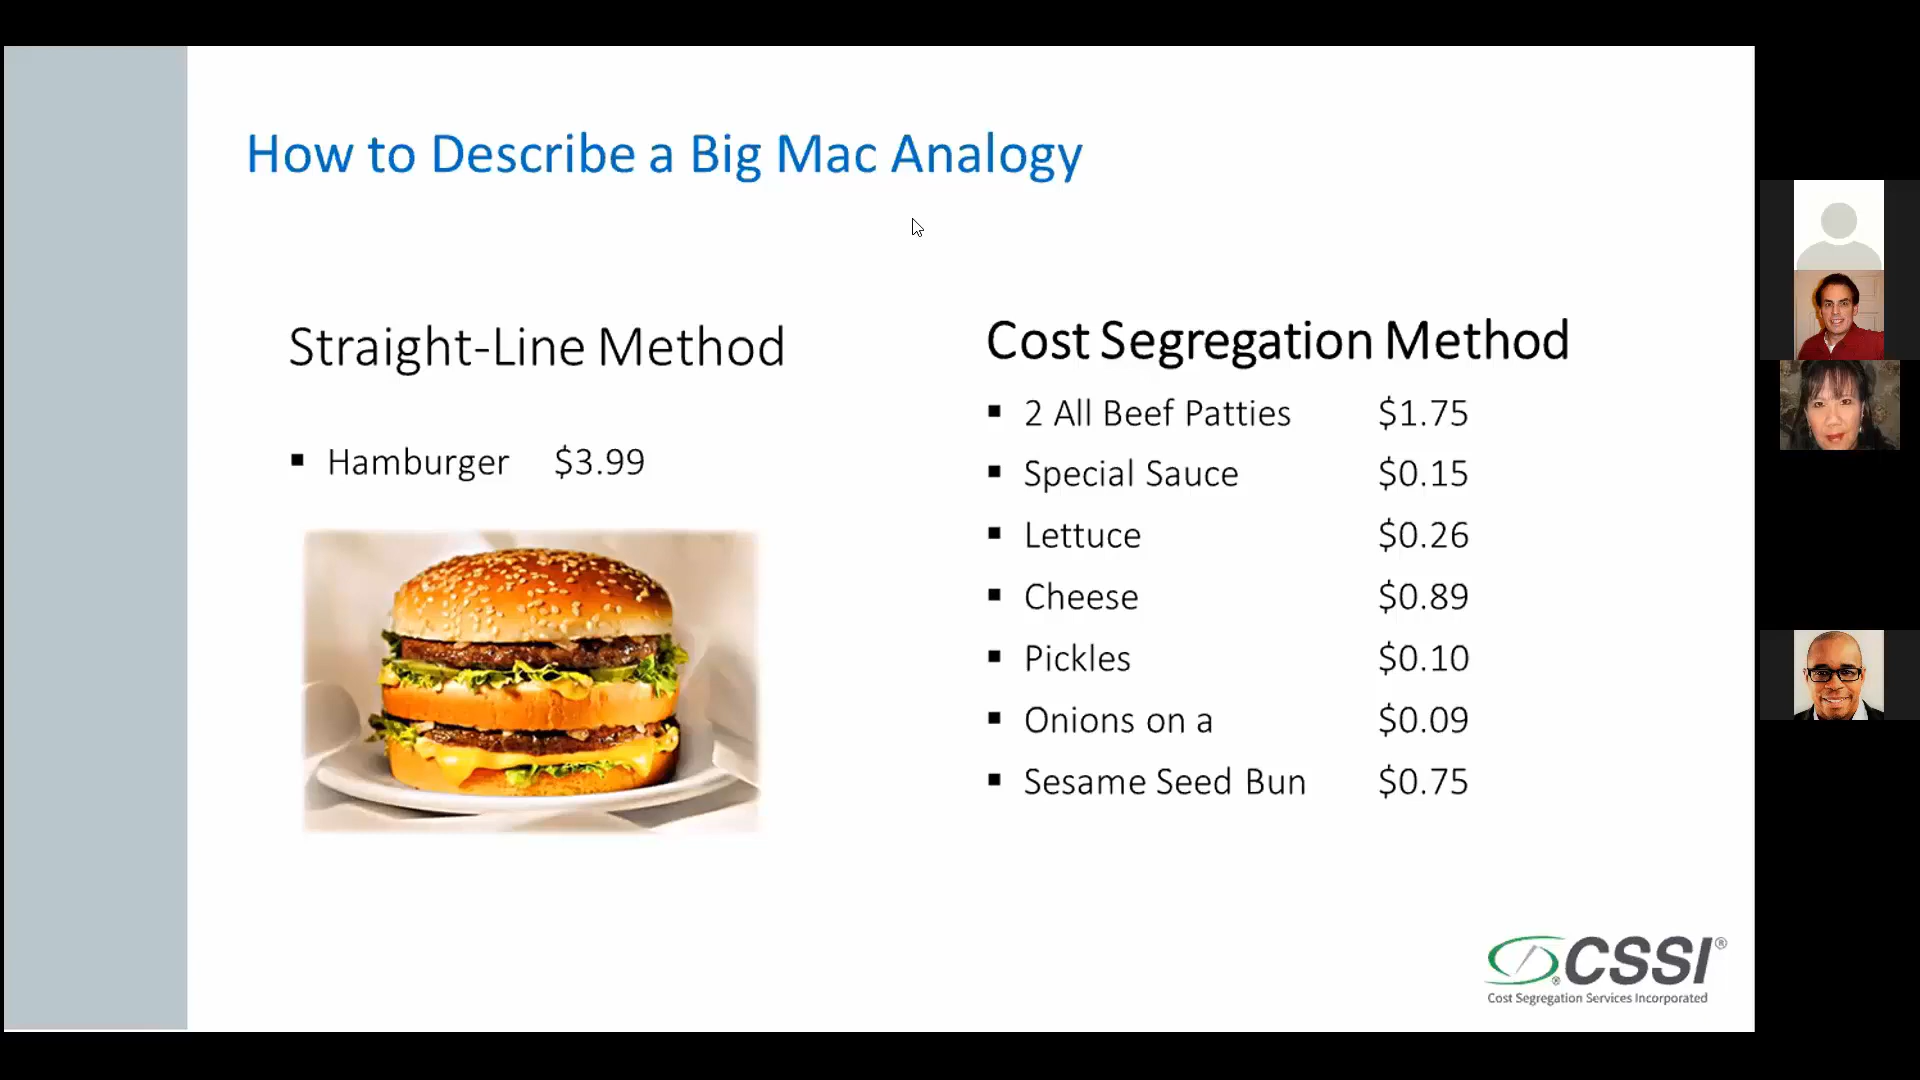 How to Describe a Big Mac Analogy
Straight-Line Method
▪ Hamburger $3.99
Cost Segregation Method
▪ 2 All Beef Patties $1.75
▪ Special Sauce $0.15
▪ Lettuce $0.26
▪ Cheese $0.89
▪ Pickles $0.10
▪ Onions on a $0.09
▪ Sesame Seed Bun $0.75
CSSI®
Cost Segregation Services Incorporated